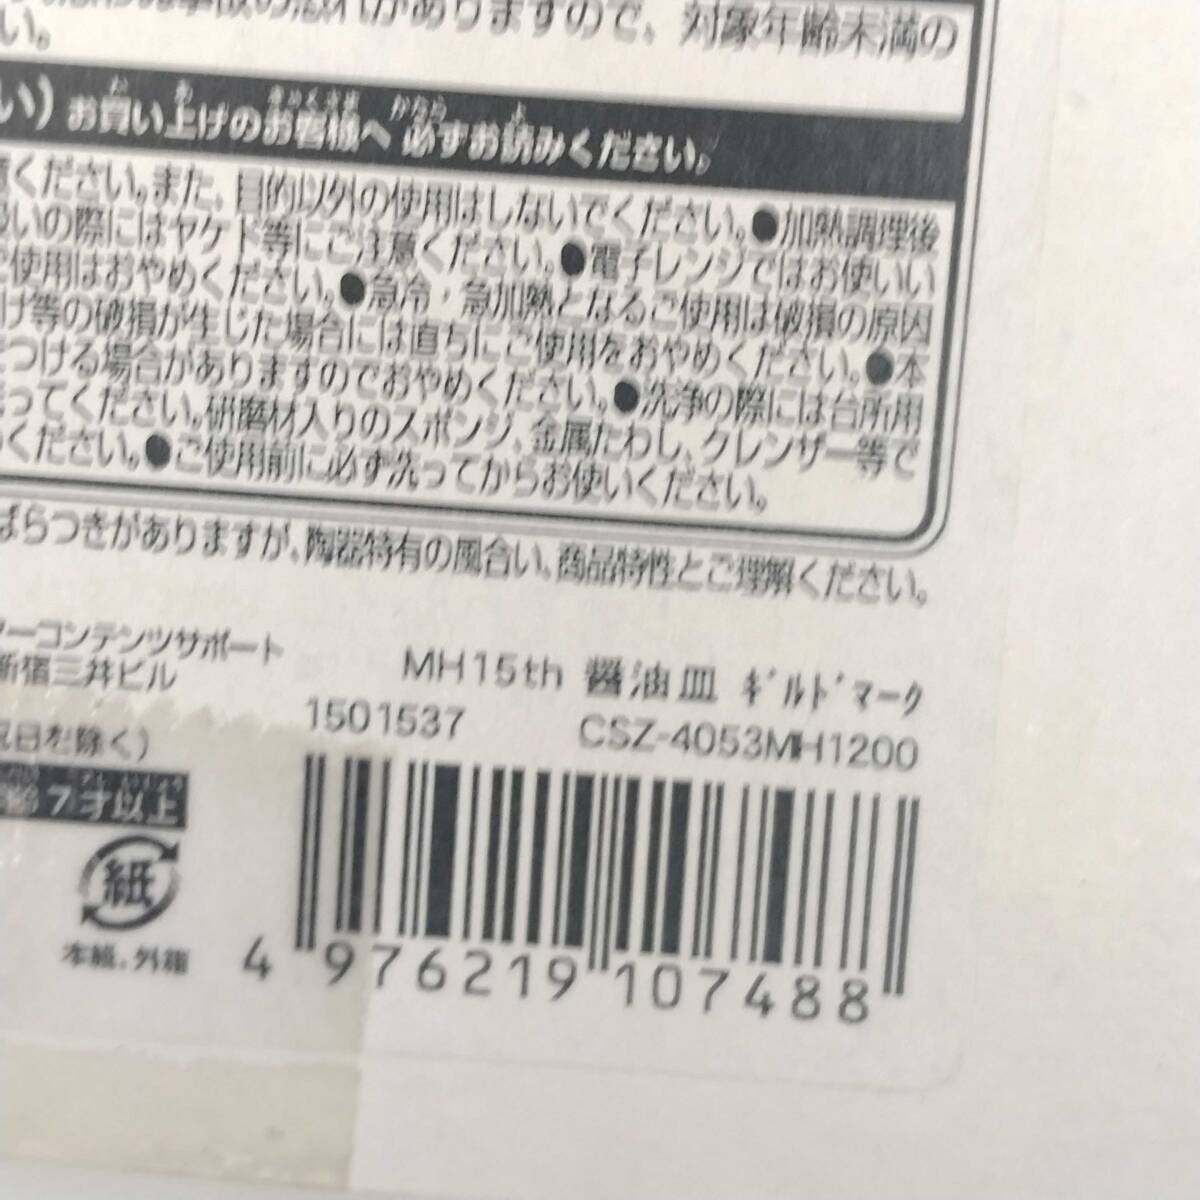 恐れがありますので、対象年齢未満の
い。
い) お買い上げのお客様へ 必ずお読みください。
ください。また、目的以外の使用はしないでください。●加熱調理後
扱いの際にはヤケド等にご注意ください。●電子レンジではお使いい
ご使用はおやめください。●急冷・急加熱となるご使用は破損の原因
け等の破損が生じた場合には直ちにご使用をおやめください。●本
をつける場合がありますのでおやめください。●洗浄の際には台所用
洗ってください。研磨材入りのスポンジ、金属たわし、クレンザー等で
ください。●ご使用前に必ず洗ってからお使いください。
ばらつきがありますが、陶器特有の風合い、商品特性とご理解ください。
ーコンテンツサポート
新宿三井ビル
祝日を除く)
7才以上
紙
本紙、外箱
MH15th 醤油皿 ｷﾞﾙﾄﾞﾏｰｸ
1501537 CSZ-4053MH1200
4 976219 107488